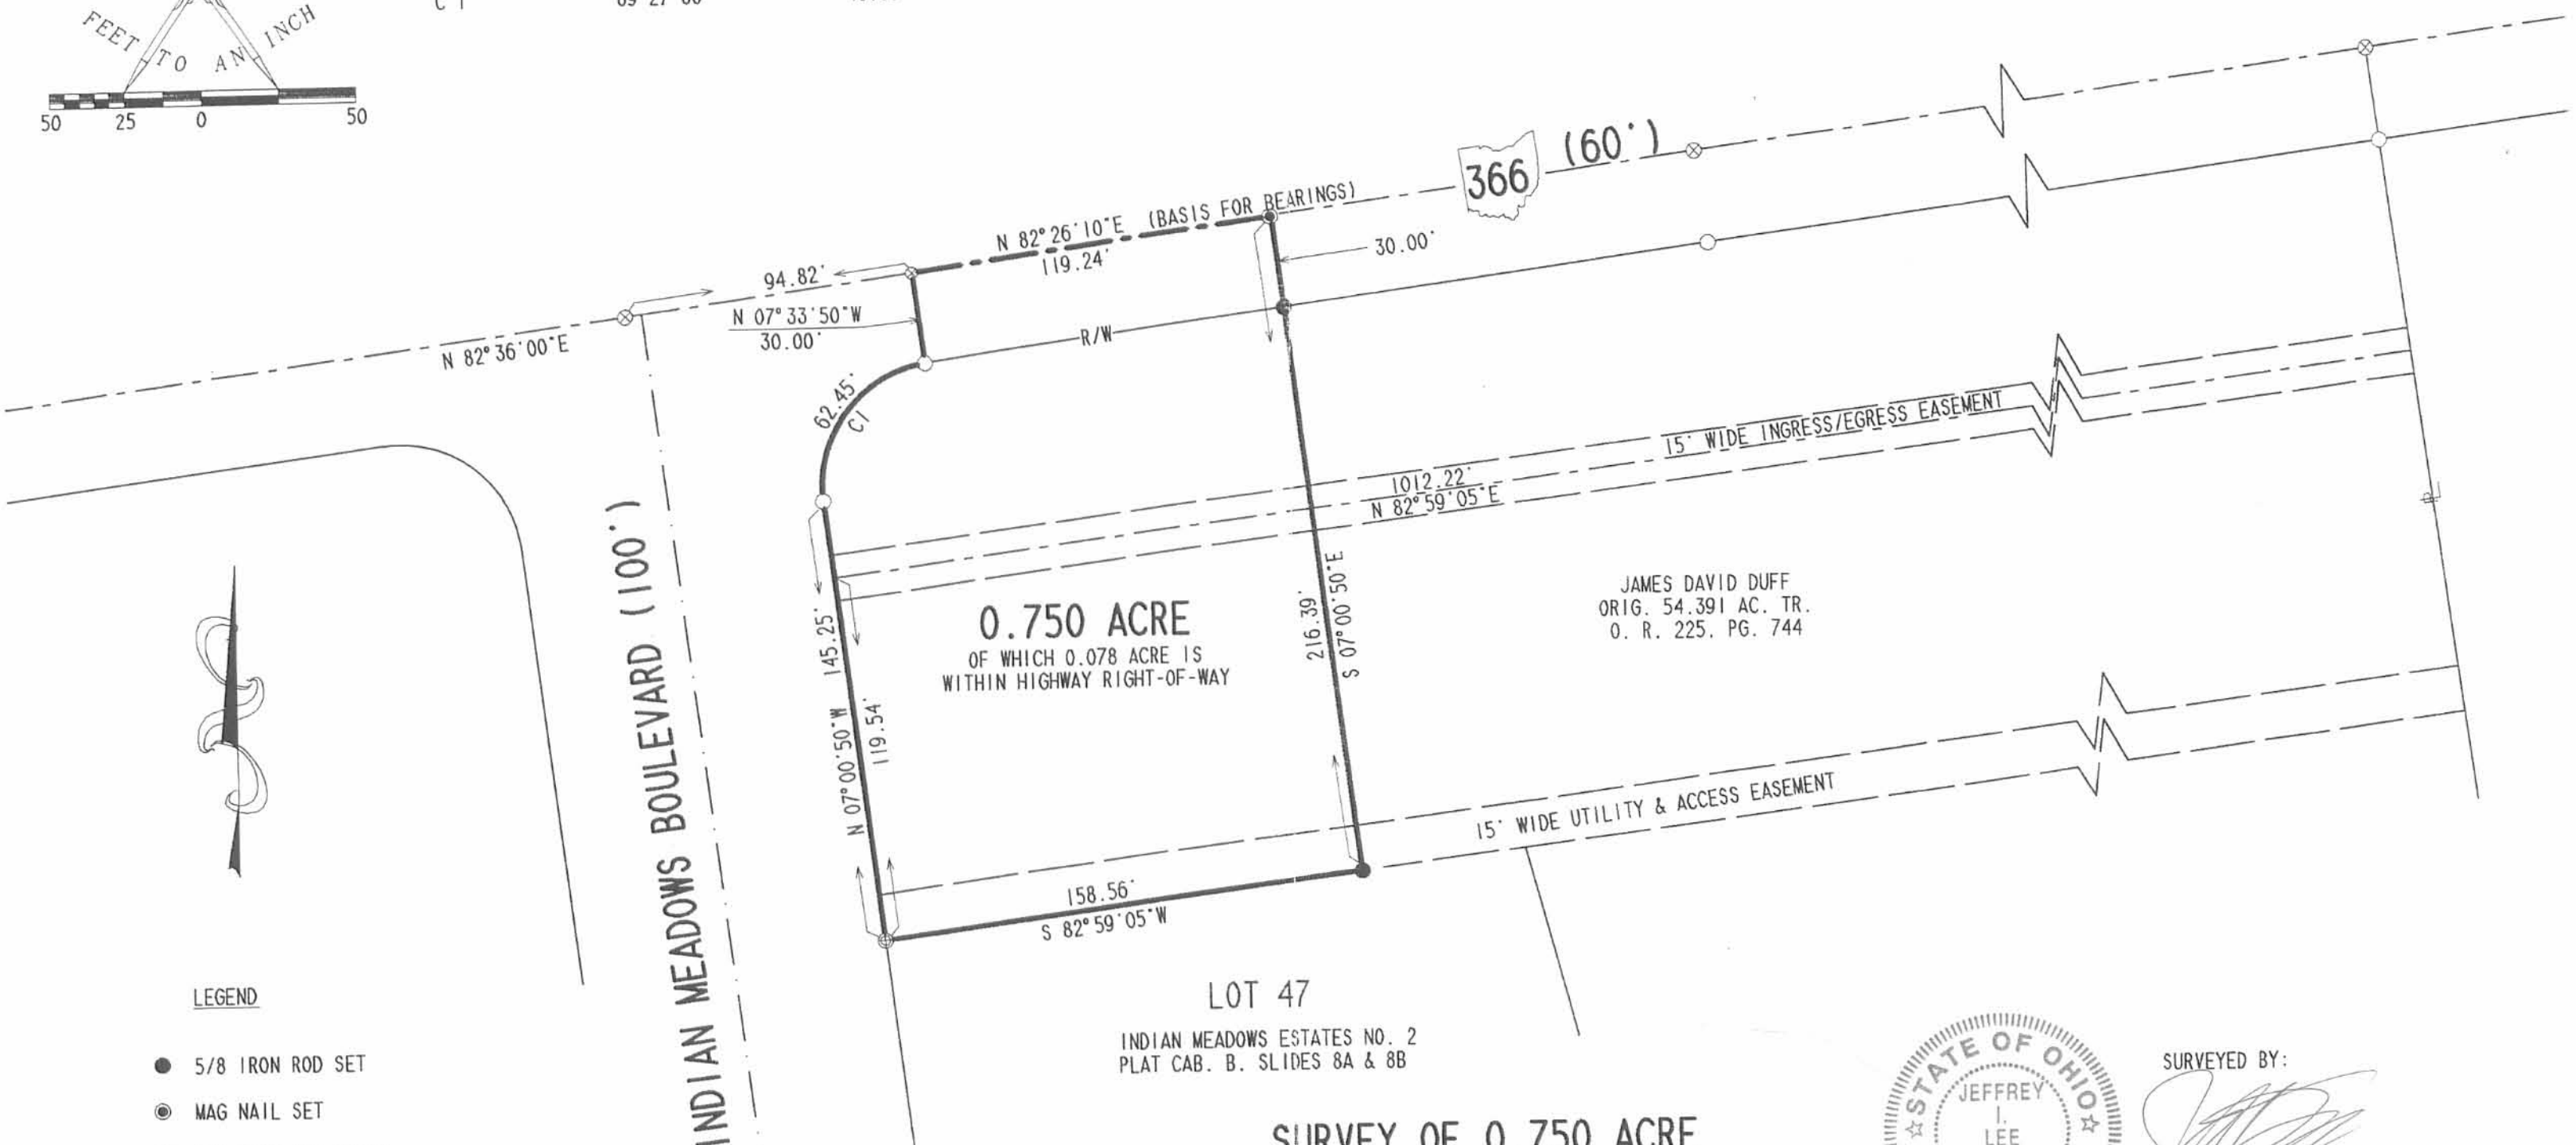 FEET TO AN INCH
50 25 0 50
366 (60')
N 82°26'10"E (BASIS FOR BEARINGS)
119.24'
30.00'
94.82'
N 07°33'50"W
30.00'
N 82°36'00"E
R/W
62.45'
C1
15' WIDE INGRESS/EGRESS EASEMENT
1012.22'
N 82°59'05"E
INDIAN MEADOWS BOULEVARD (100')
145.25'
N 07°00'50"W
119.54'
0.750 ACRE
OF WHICH 0.078 ACRE IS
WITHIN HIGHWAY RIGHT-OF-WAY
216.39'
S 07°00'50"E
JAMES DAVID DUFF
ORIG. 54.391 AC. TR.
O. R. 225. PG. 744
15' WIDE UTILITY & ACCESS EASEMENT
158.56'
S 82°59'05"W
LEGEND
5/8 IRON ROD SET
MAG NAIL SET
LOT 47
INDIAN MEADOWS ESTATES NO. 2
PLAT CAB. B. SLIDES 8A & 8B
SURVEY OF 0.750 ACRE
STATE OF OHIO
JEFFREY
I.
LEE
SURVEYED BY: